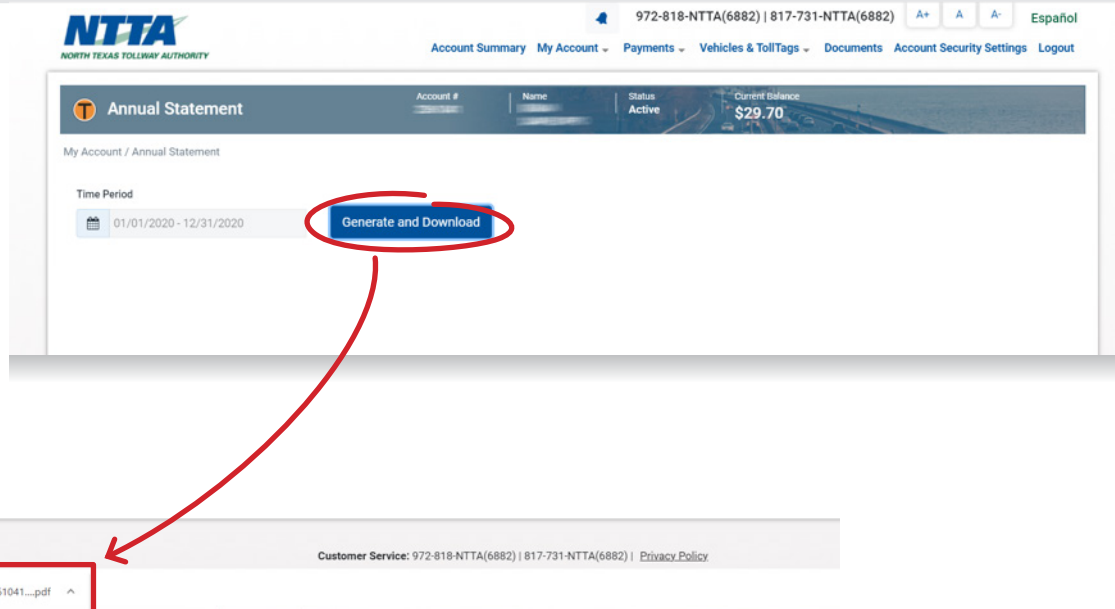 NTTA
NORTH TEXAS TOLLWAY AUTHORITY
972-818-NTTA(6882) | 817-731-NTTA(6882) A+ A A- Español
Account Summary My Account Payments Vehicles & TollTags Documents Account Security Settings Logout
T Annual Statement
Account # Name Status Current Balance
Active $29.70
My Account / Annual Statement
Time Period
01/01/2020 - 12/31/2020 Generate and Download
Customer Service: 972-818-NTTA(6882) | 817-731-NTTA(6882) | Privacy Policy
61041....pdf